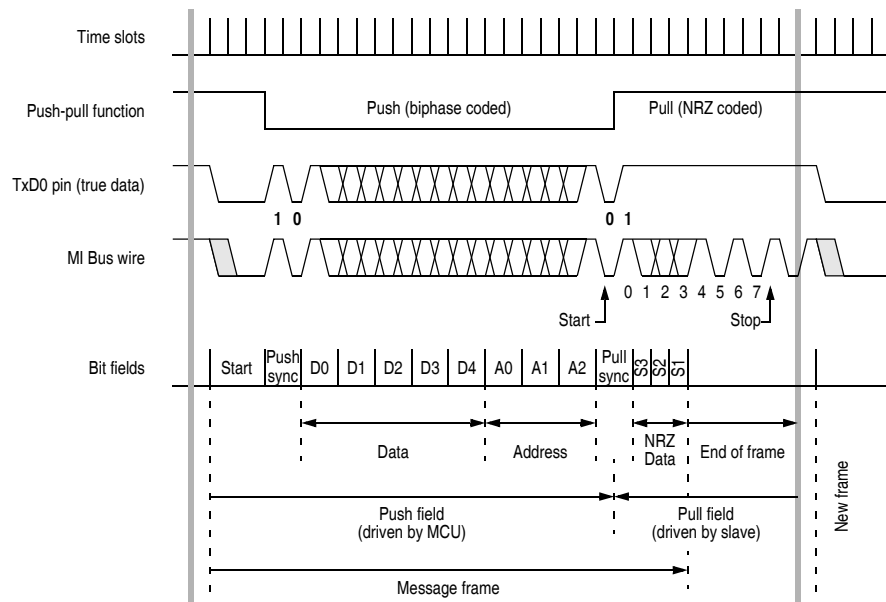 Time slots
Push-pull function
Push (biphase coded)
Pull (NRZ coded)
TxD0 pin (true data)
1 0
0 1
MI Bus wire
0 1 2 3 4 5 6 7
Start
Stop
Bit fields
Start
Push
sync
D0
D1
D2
D3
D4
A0
A1
A2
Pull
sync
S3
S2
S1
Data
Address
NRZ
Data
End of frame
Push field
(driven by MCU)
Pull field
(driven by slave)
New frame
Message frame